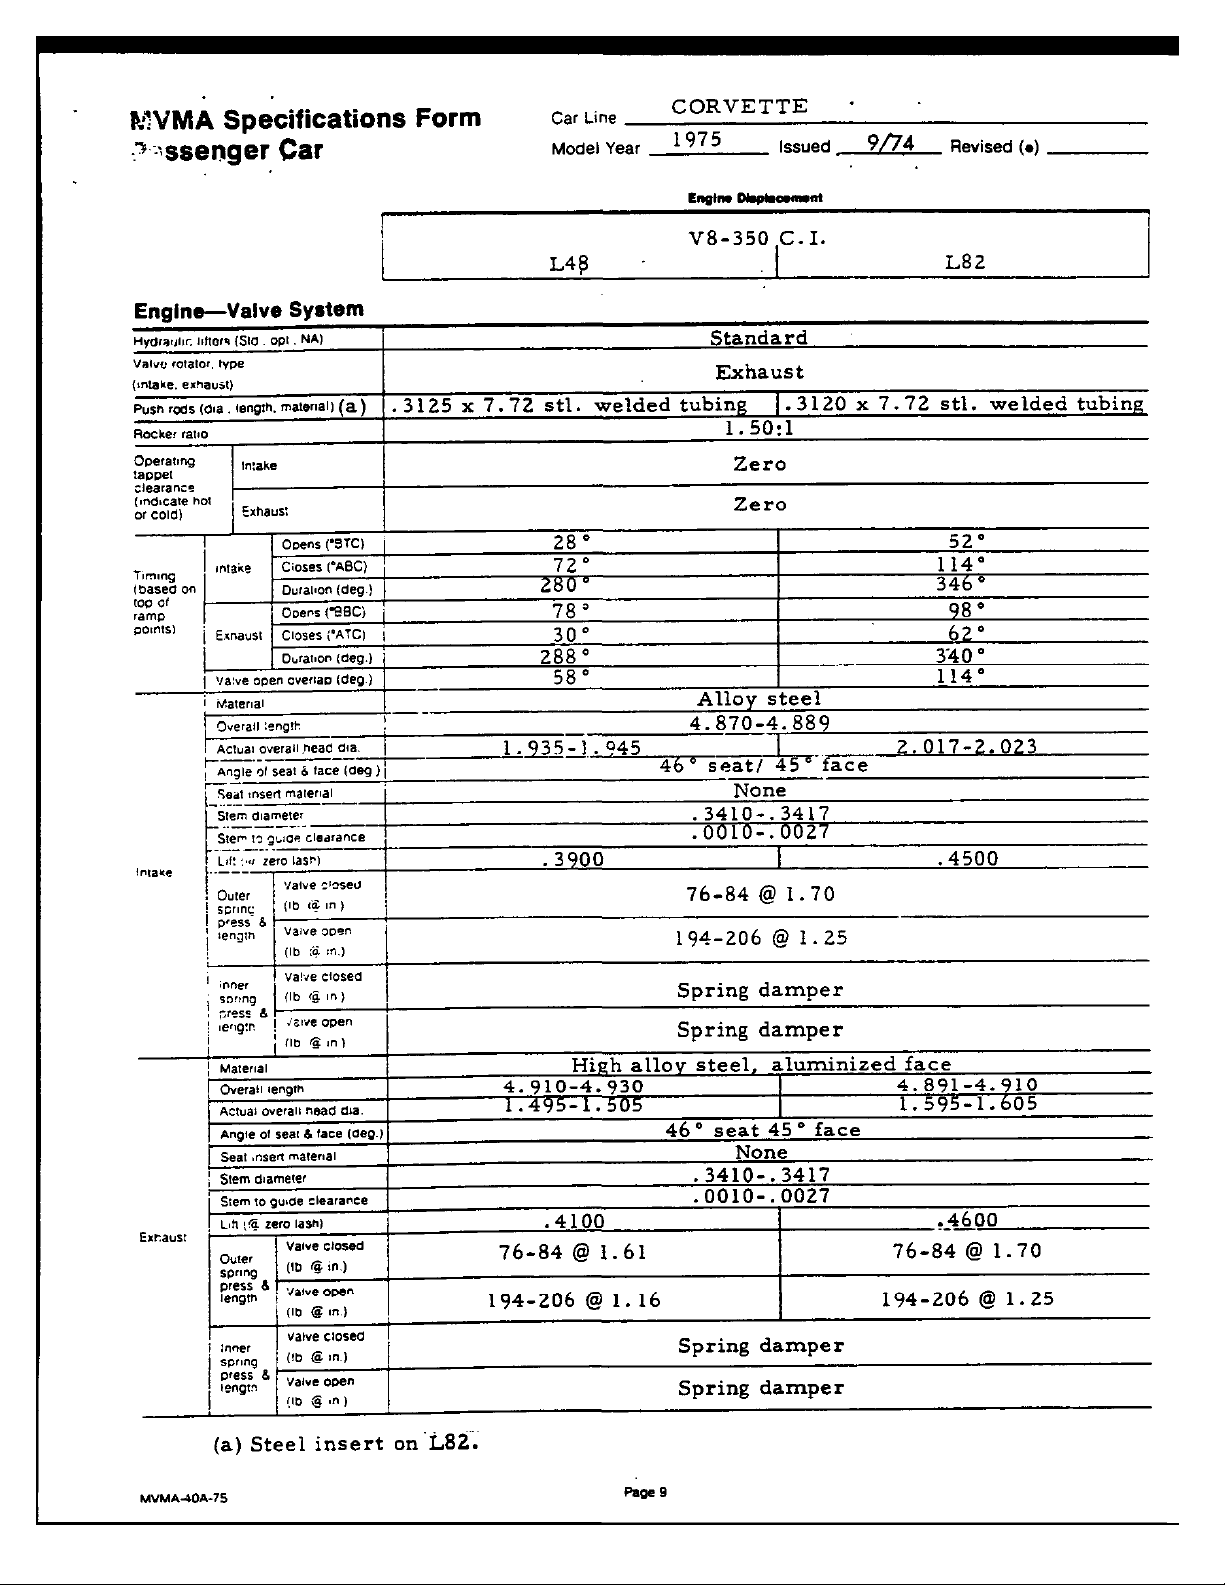 MVMA Specifications Form
Passenger Car
Car Line CORVETTE
Model Year 1975 Issued 9/74 Revised (●)
Engine Displacement
V8-350 C.I.
L48 L82
Engine—Valve System
Hydraulic lifters (Std. opt. NA) Standard
Valve rotator, type
(intake, exhaust) Exhaust
Push rods (dia., length, material) (a) .3125 x 7.72 stl. welded tubing .3120 x 7.72 stl. welded tubing
Rocker ratio 1.50:1
Operating
tappet
clearance
(indicate hot
or cold)
Intake Zero
Exhaust Zero
Timing
(based on
top of
ramp
points)
Intake
Opens (°BTC) 28° 52°
Closes (°ABC) 72° 114°
Duration (deg.) 280° 346°
Exhaust
Opens (°BBC) 78° 98°
Closes (°ATC) 30° 62°
Duration (deg.) 288° 340°
Valve open overlap (deg.) 58° 114°
Intake
Material Alloy steel
Overall length 4.870-4.889
Actual overall head dia. 1.935-1.945 2.017-2.023
Angle of seat & face (deg.) 46° seat/ 45° face
Seat insert material None
Stem diameter .3410-.3417
Stem to guide clearance .0010-.0027
Lift (@ zero lash) .3900 .4500
Outer
spring
press &
length
Valve closed
(lb @ in.) 76-84 @ 1.70
Valve open
(lb @ in.) 194-206 @ 1.25
Inner
spring
press &
length
Valve closed
(lb @ in.) Spring damper
Valve open
(lb @ in.) Spring damper
Exhaust
Material High alloy steel, aluminized face
Overall length 4.910-4.930 4.891-4.910
Actual overall head dia. 1.495-1.505 1.595-1.605
Angle of seat & face (deg.) 46° seat 45° face
Seat insert material None
Stem diameter .3410-.3417
Stem to guide clearance .0010-.0027
Lift (@ zero lash) .4100 .4600
Outer
spring
press &
length
Valve closed
(lb @ in.) 76-84 @ 1.61 76-84 @ 1.70
Valve open
(lb @ in.) 194-206 @ 1.16 194-206 @ 1.25
Inner
spring
press &
length
Valve closed
(lb @ in.) Spring damper
Valve open
(lb @ in.) Spring damper
(a) Steel insert on L82.
MVMA-40A-75
Page 9